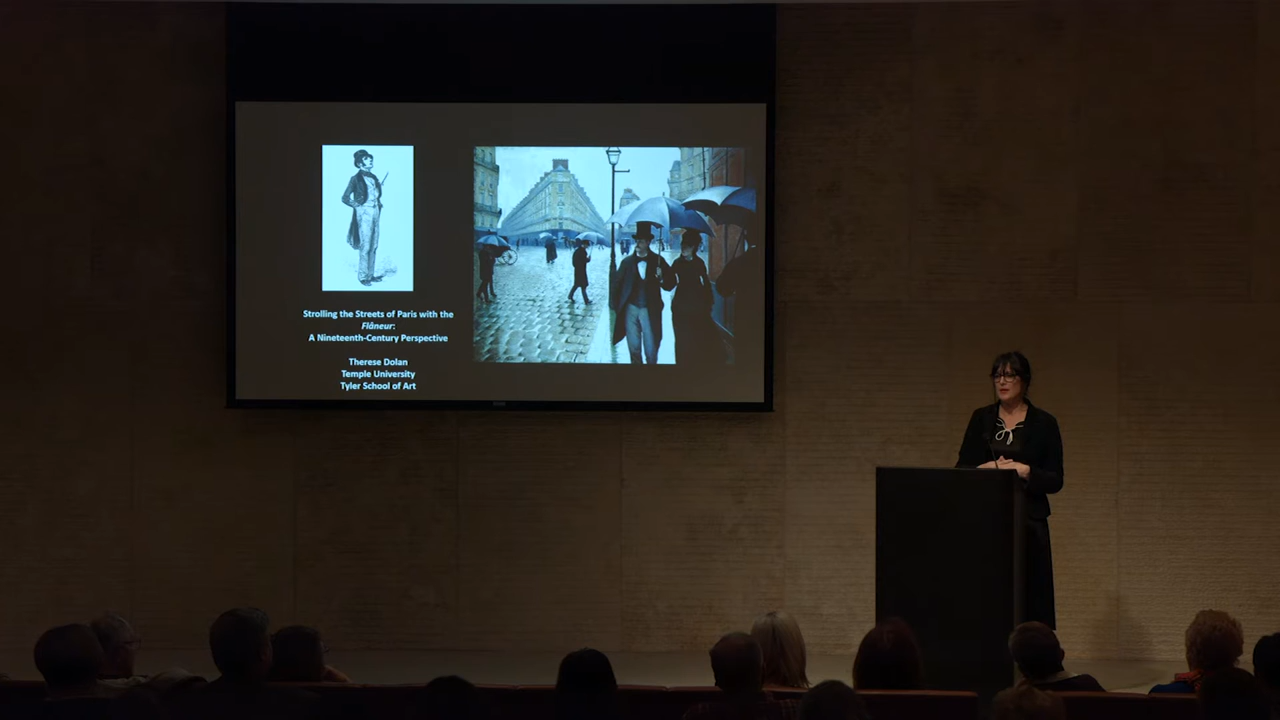 Strolling the Streets of Paris with the
Flâneur:
A Nineteenth-Century Perspective
Therese Dolan
Temple University
Tyler School of Art